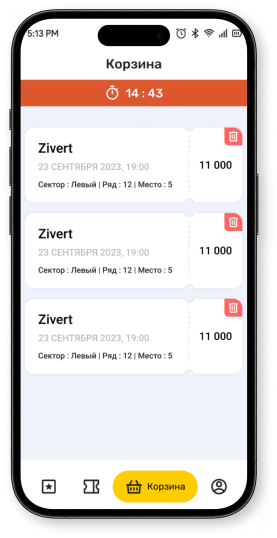 5:13 PM
Корзина
14 : 43
Zivert
23 СЕНТЯБРЯ 2023, 19:00
11 000
Сектор : Левый | Ряд : 12 | Место : 5
Zivert
23 СЕНТЯБРЯ 2023, 19:00
11 000
Сектор : Левый | Ряд : 12 | Место : 5
Zivert
23 СЕНТЯБРЯ 2023, 19:00
11 000
Сектор : Левый | Ряд : 12 | Место : 5
Корзина